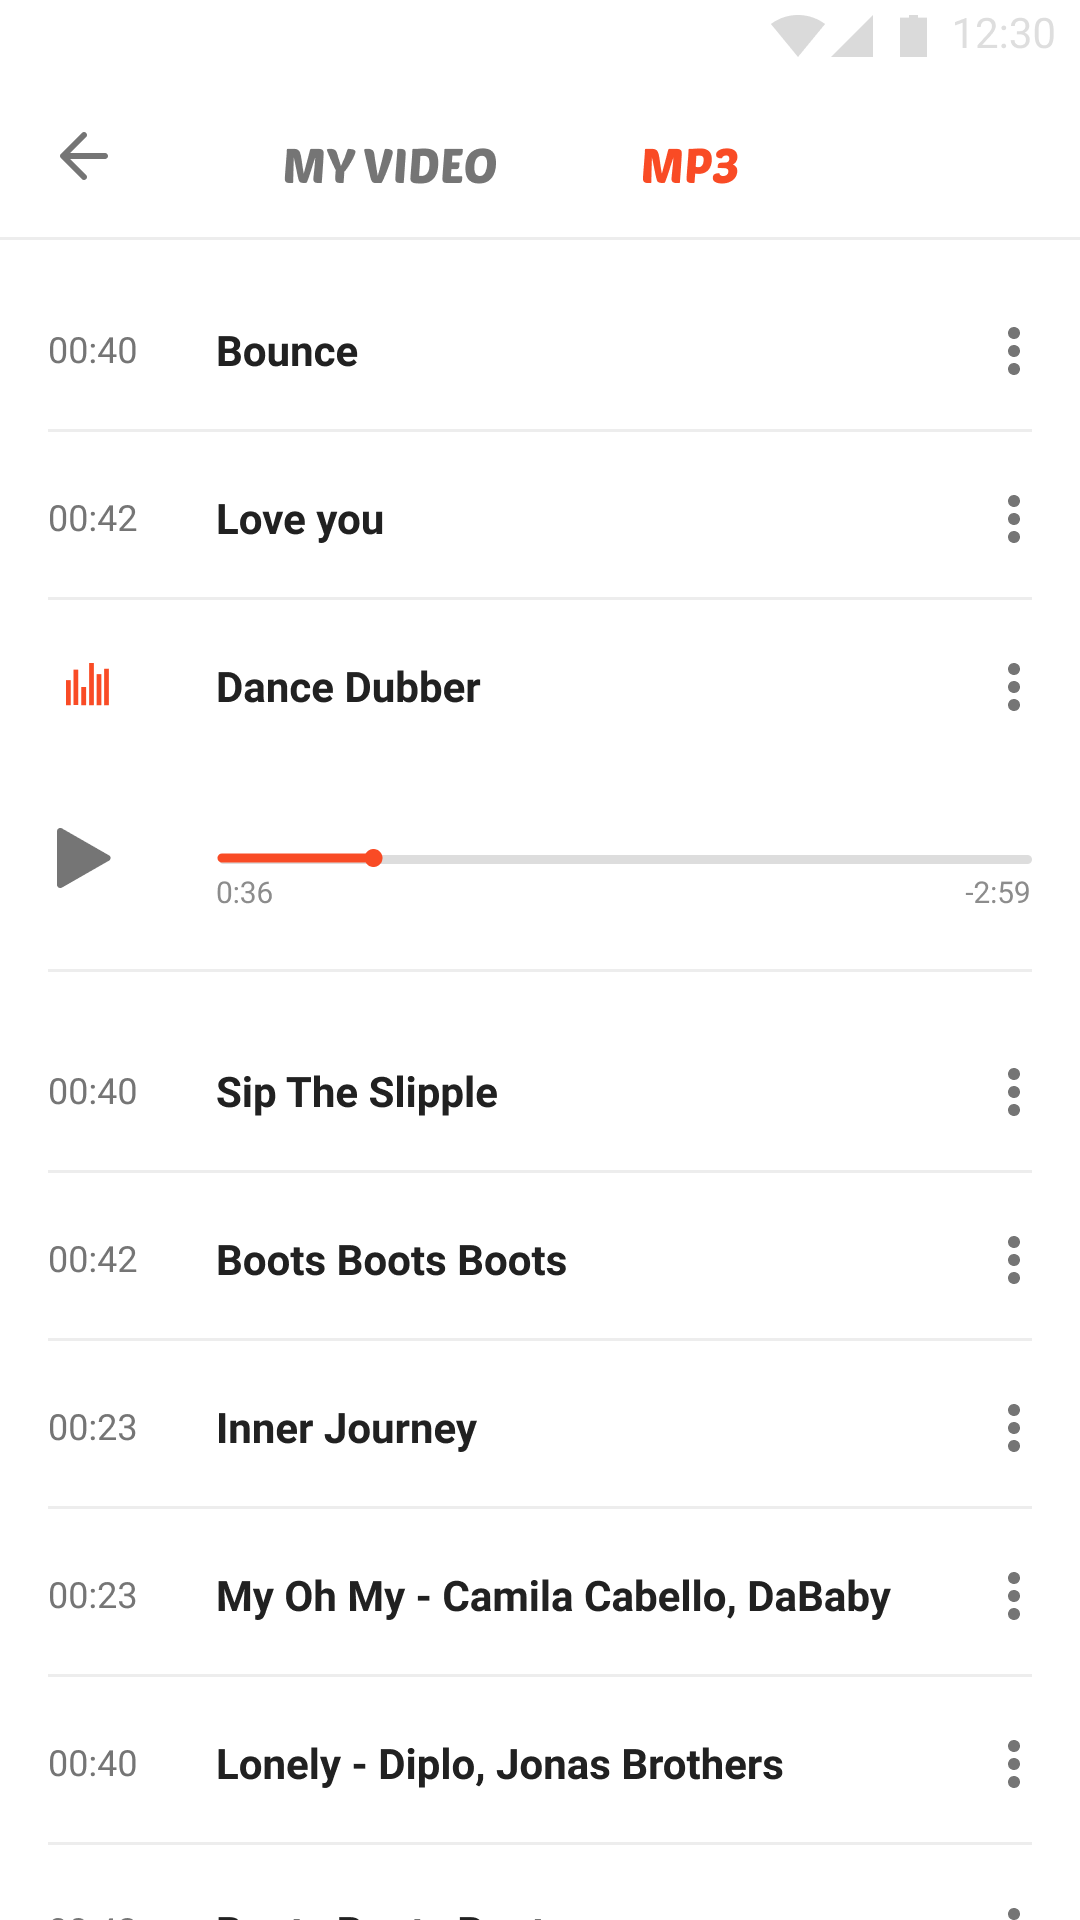 12:30
MY VIDEO MP3
00:40 Bounce
00:42 Love you
Dance Dubber
0:36 -2:59
00:40 Sip The Slipple
00:42 Boots Boots Boots
00:23 Inner Journey
00:23 My Oh My - Camila Cabello, DaBaby
00:40 Lonely - Diplo, Jonas Brothers